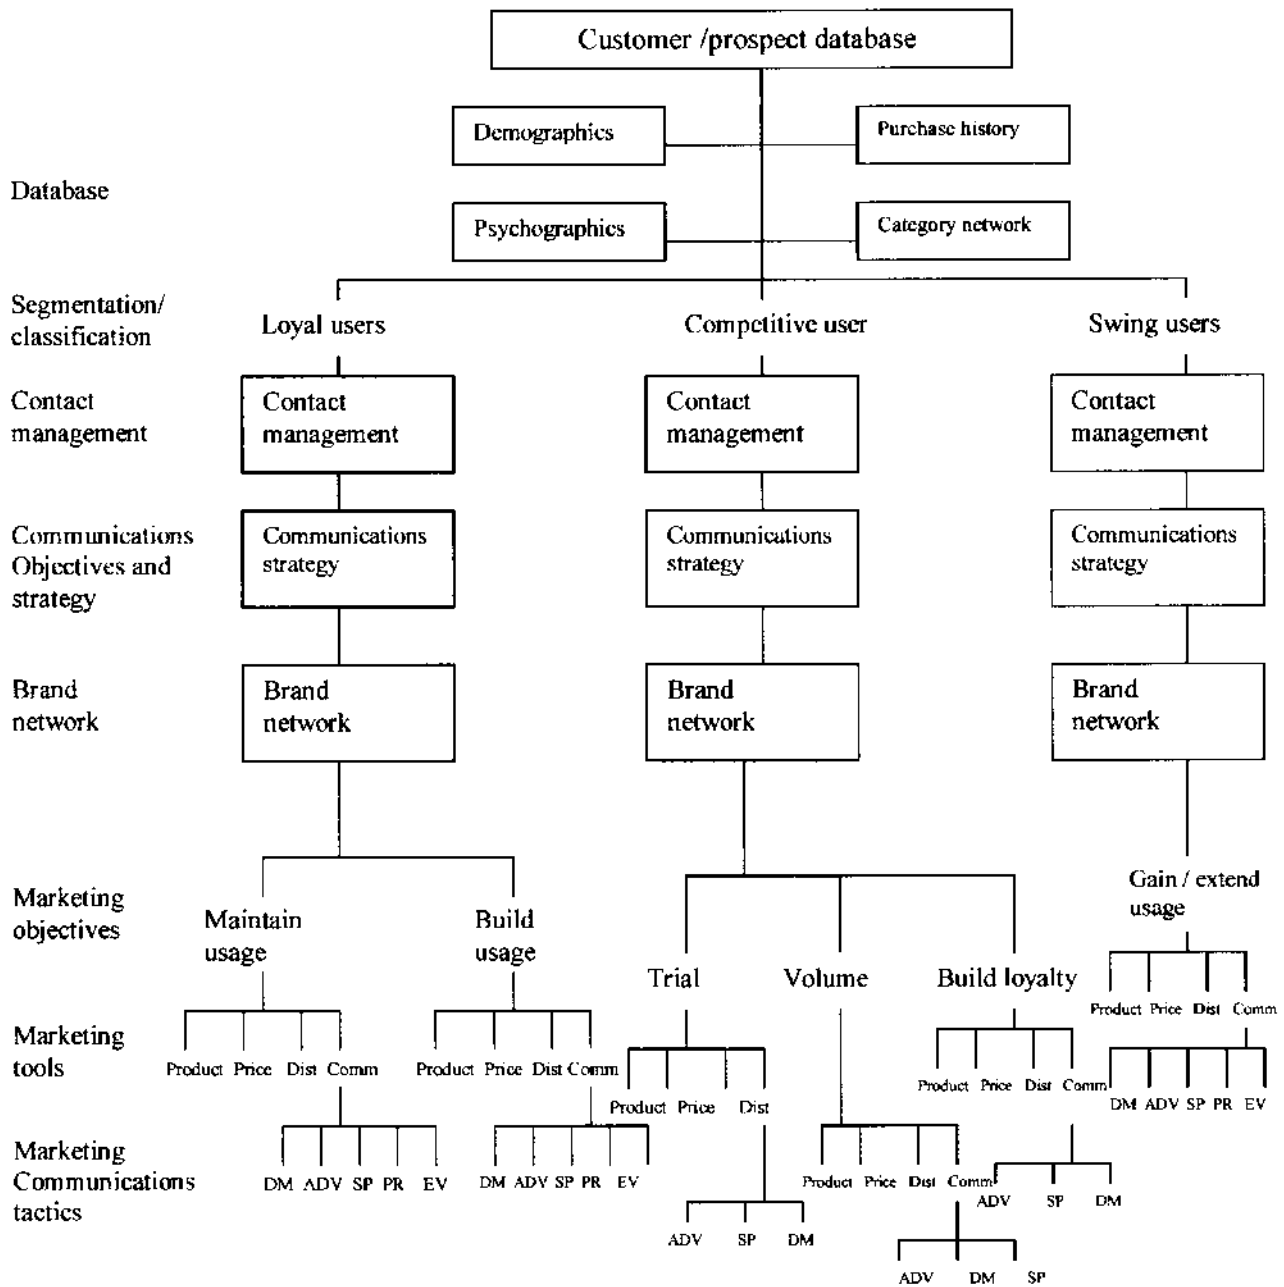 Customer /prospect database
Demographics
Purchase history
Database
Psychographics
Category network
Segmentation/
classification
Loyal users
Competitive user
Swing users
Contact
management
Contact
management
Contact
management
Contact
management
Communications
Objectives and
strategy
Communications
strategy
Communications
strategy
Communications
strategy
Brand
network
Brand
network
Brand
network
Brand
network
Marketing
objectives
Maintain
usage
Build
usage
Trial
Volume
Build loyalty
Gain / extend
usage
Marketing
tools
Product Price Dist Comm
Product Price Dist Comm
Product Price Dist
Product Price Dist Comm
Product Price Dist Comm
Product Price Dist Comm
Marketing
Communications
tactics
DM ADV SP PR EV
DM ADV SP PR EV
ADV SP DM
ADV DM SP
ADV SP DM
DM ADV SP PR EV